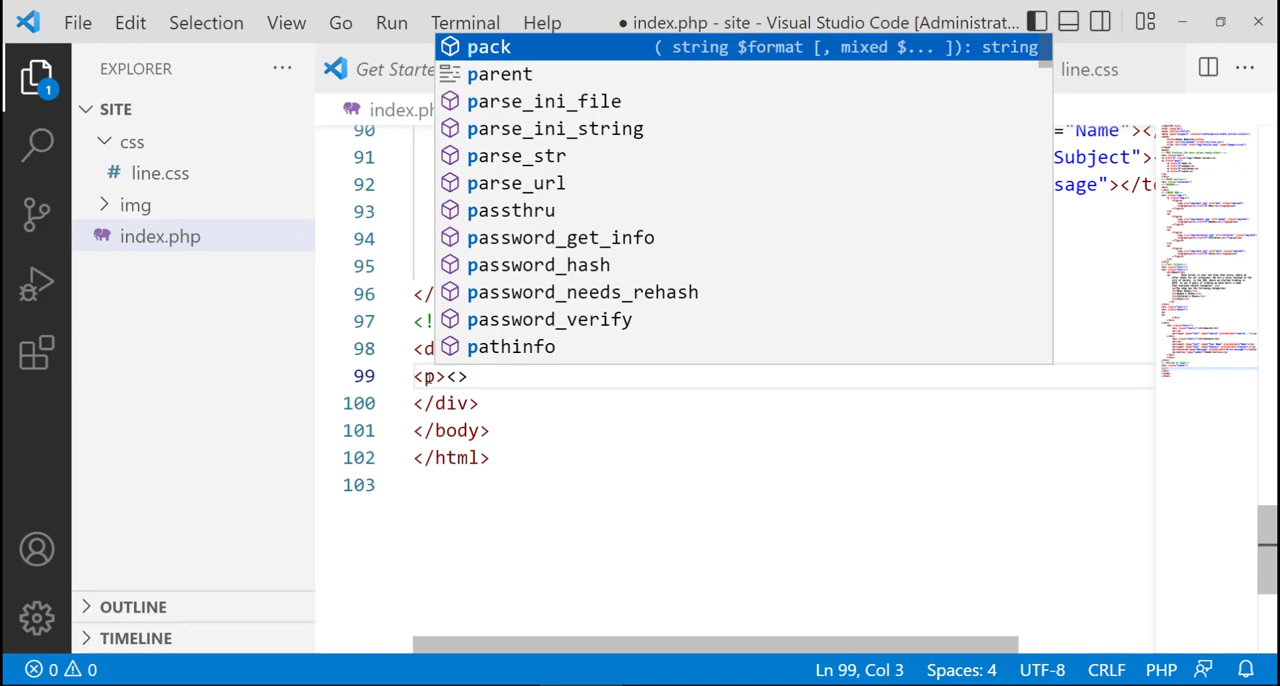 File Edit Selection View Go Run Terminal Help ● index.php - site - Visual Studio Code [Administrat...
EXPLORER ...
1
SITE
css
# line.css
img
index.php
OUTLINE
TIMELINE
Get Starte
line.css
...
index.ph
pack ( string $format [, mixed $... ]): string
parent
parse_ini_file
parse_ini_string
parse_str
parse_url
passthru
password_get_info
password_hash
password_needs_rehash
password_verify
pathinfo
90 ="Name"></
91 Subject">
92 sage"></te
93
94
95
96 </
97 <!
98 <d
99 <p><>
100 </div>
101 </body>
102 </html>
103
0 0 Ln 99, Col 3 Spaces: 4 UTF-8 CRLF PHP